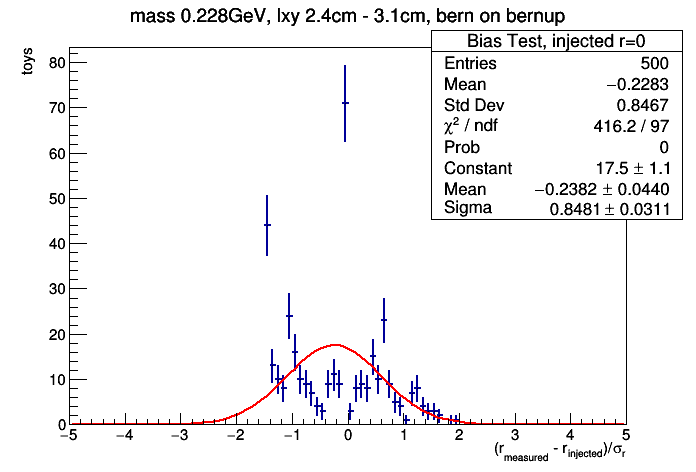 mass 0.228GeV, lxy 2.4cm - 3.1cm, bern on bernup
Bias Test, injected r=0
Entries 500
Mean −0.2283
Std Dev 0.8467
χ² / ndf 416.2 / 97
Prob 0
Constant 17.5 ± 1.1
Mean −0.2382 ± 0.0440
Sigma 0.8481 ± 0.0311
toys
80
70
60
50
40
30
20
10
0
−5 −4 −3 −2 −1 0 1 2 3 4 5
(r_measured - r_injected)/σ_r